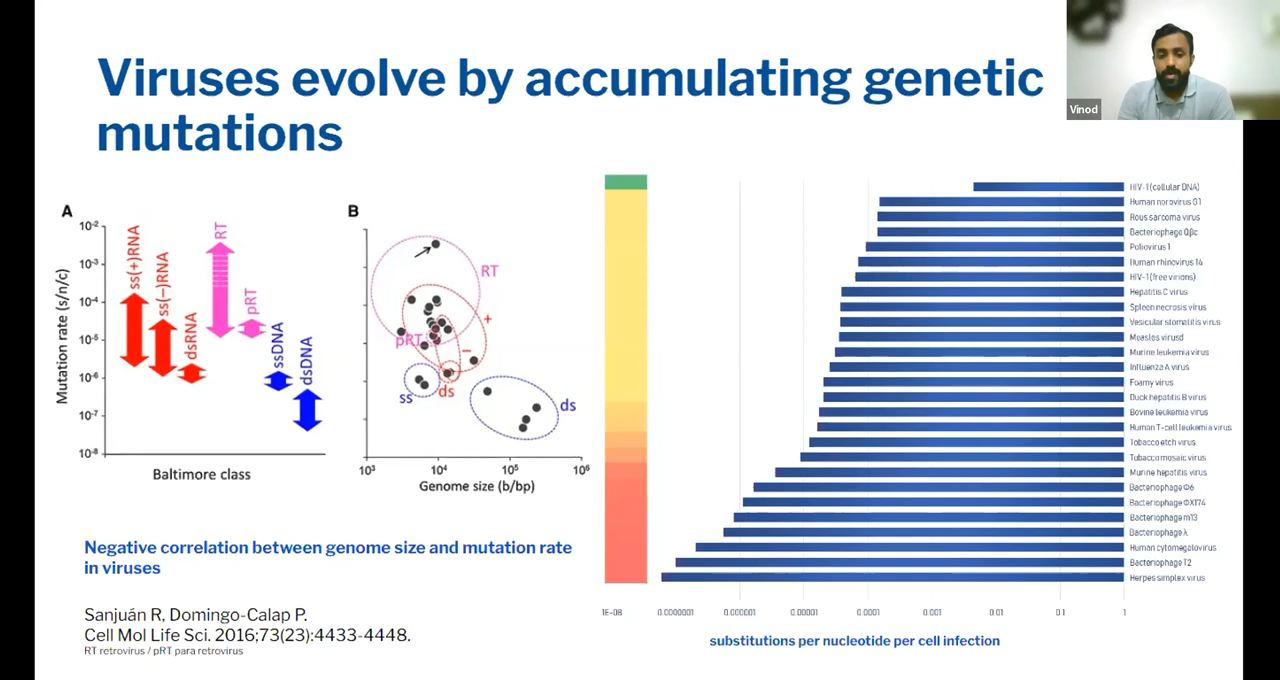 Viruses evolve by accumulating genetic
mutations
Vinod
A
Mutation rate (s/n/c)
10-2
10-3
10-4
10-5
10-6
10-7
10-8
ss(+)RNA
ss(−)RNA
dsRNA
RT
pRT
ssDNA
dsDNA
Baltimore class
B
RT
+
pRT
−
ss
ds
ds
103
104
105
106
Genome size (b/bp)
Negative correlation between genome size and mutation rate
in viruses
Sanjuán R, Domingo-Calap P.
Cell Mol Life Sci. 2016;73(23):4433-4448.
RT retrovirus / pRT para retrovirus
HIV-1 (cellular DNA)
Human norovirus G1
Rous sarcoma virus
Bacteriophage Qβc
Poliovirus 1
Human rhinovirus 14
HIV-1 (free virions)
Hepatitis C virus
Spleen necrosis virus
Vesicular stomatitis virus
Measles virusd
Murine leukemia virus
Influenza A virus
Foamy virus
Duck hepatitis B virus
Bovine leukemia virus
Human T-cell leukemia virus
Tobacco etch virus
Tobacco mosaic virus
Murine hepatitis virus
Bacteriophage Φ6
Bacteriophage ΦX174
Bacteriophage m13
Bacteriophage λ
Human cytomegalovirus
Bacteriophage T2
Herpes simplex virus
1E-08
0.0000001
0.000001
0.00001
0.0001
0.001
0.01
0.1
1
substitutions per nucleotide per cell infection